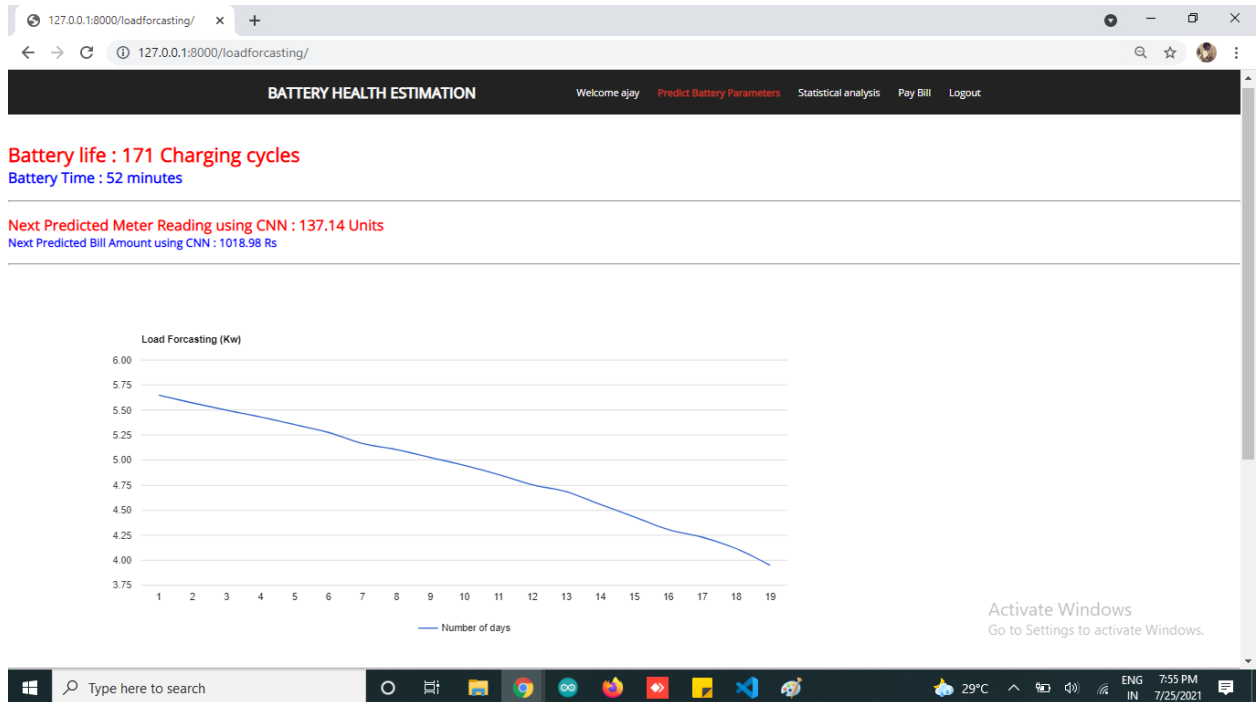 127.0.0.1:8000/loadforcasting/
127.0.0.1:8000/loadforcasting/
BATTERY HEALTH ESTIMATION Welcome ajay Predict Battery Parameters Statistical analysis Pay Bill Logout
Battery life : 171 Charging cycles
Battery Time : 52 minutes
Next Predicted Meter Reading using CNN : 137.14 Units
Next Predicted Bill Amount using CNN : 1018.98 Rs
Load Forcasting (Kw)
6.00
5.75
5.50
5.25
5.00
4.75
4.50
4.25
4.00
3.75
1 2 3 4 5 6 7 8 9 10 11 12 13 14 15 16 17 18 19
Number of days
Activate Windows
Go to Settings to activate Windows.
Type here to search 29°C ENG 7:55 PM
IN 7/25/2021